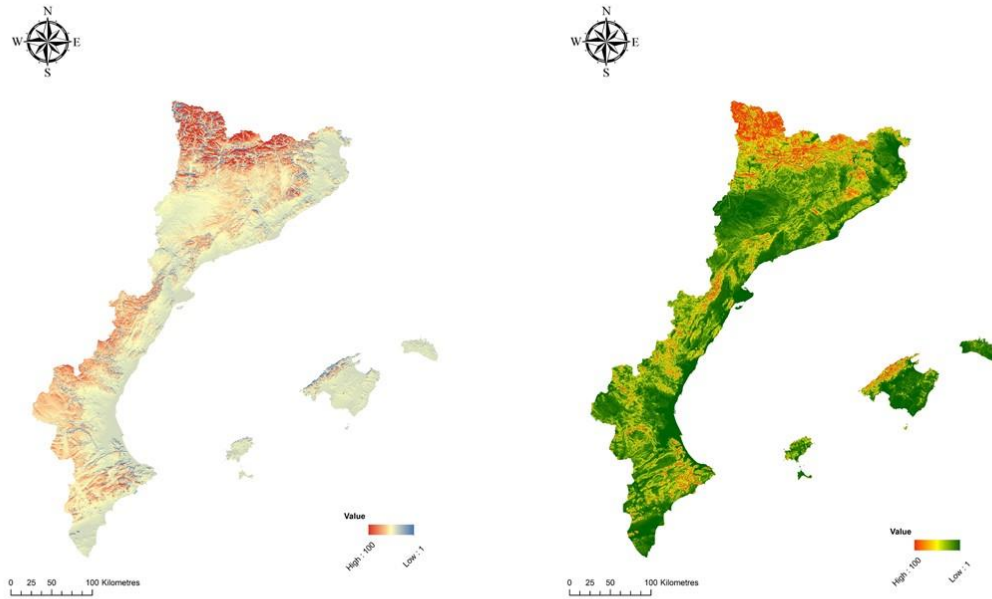 N
W E
S
Value
High : 100 Low : 1
0 25 50 100 Kilometres
N
W E
S
Value
High : 100 Low : 1
0 25 50 100 Kilometres